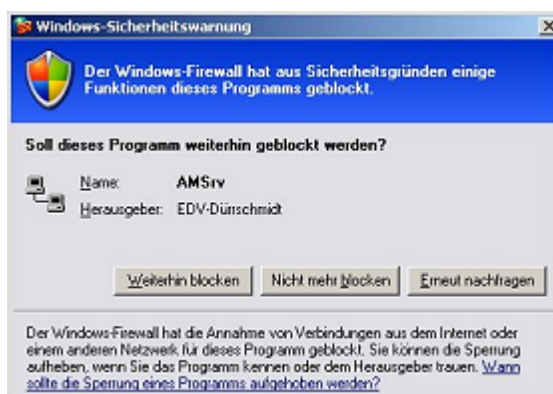 Windows-Sicherheitswarnung
Der Windows-Firewall hat aus Sicherheitsgründen einige
Funktionen dieses Programms geblockt.
Soll dieses Programm weiterhin geblockt werden?
Name: AMSrv
Herausgeber: EDV-Dürrschmidt
Weiterhin blocken Nicht mehr blocken Erneut nachfragen
Der Windows-Firewall hat die Annahme von Verbindungen aus dem Internet oder
einem anderen Netzwerk für dieses Programm geblockt. Sie können die Sperrung
aufheben, wenn Sie das Programm kennen oder dem Herausgeber trauen. Wann
sollte die Sperrung eines Programms aufgehoben werden?